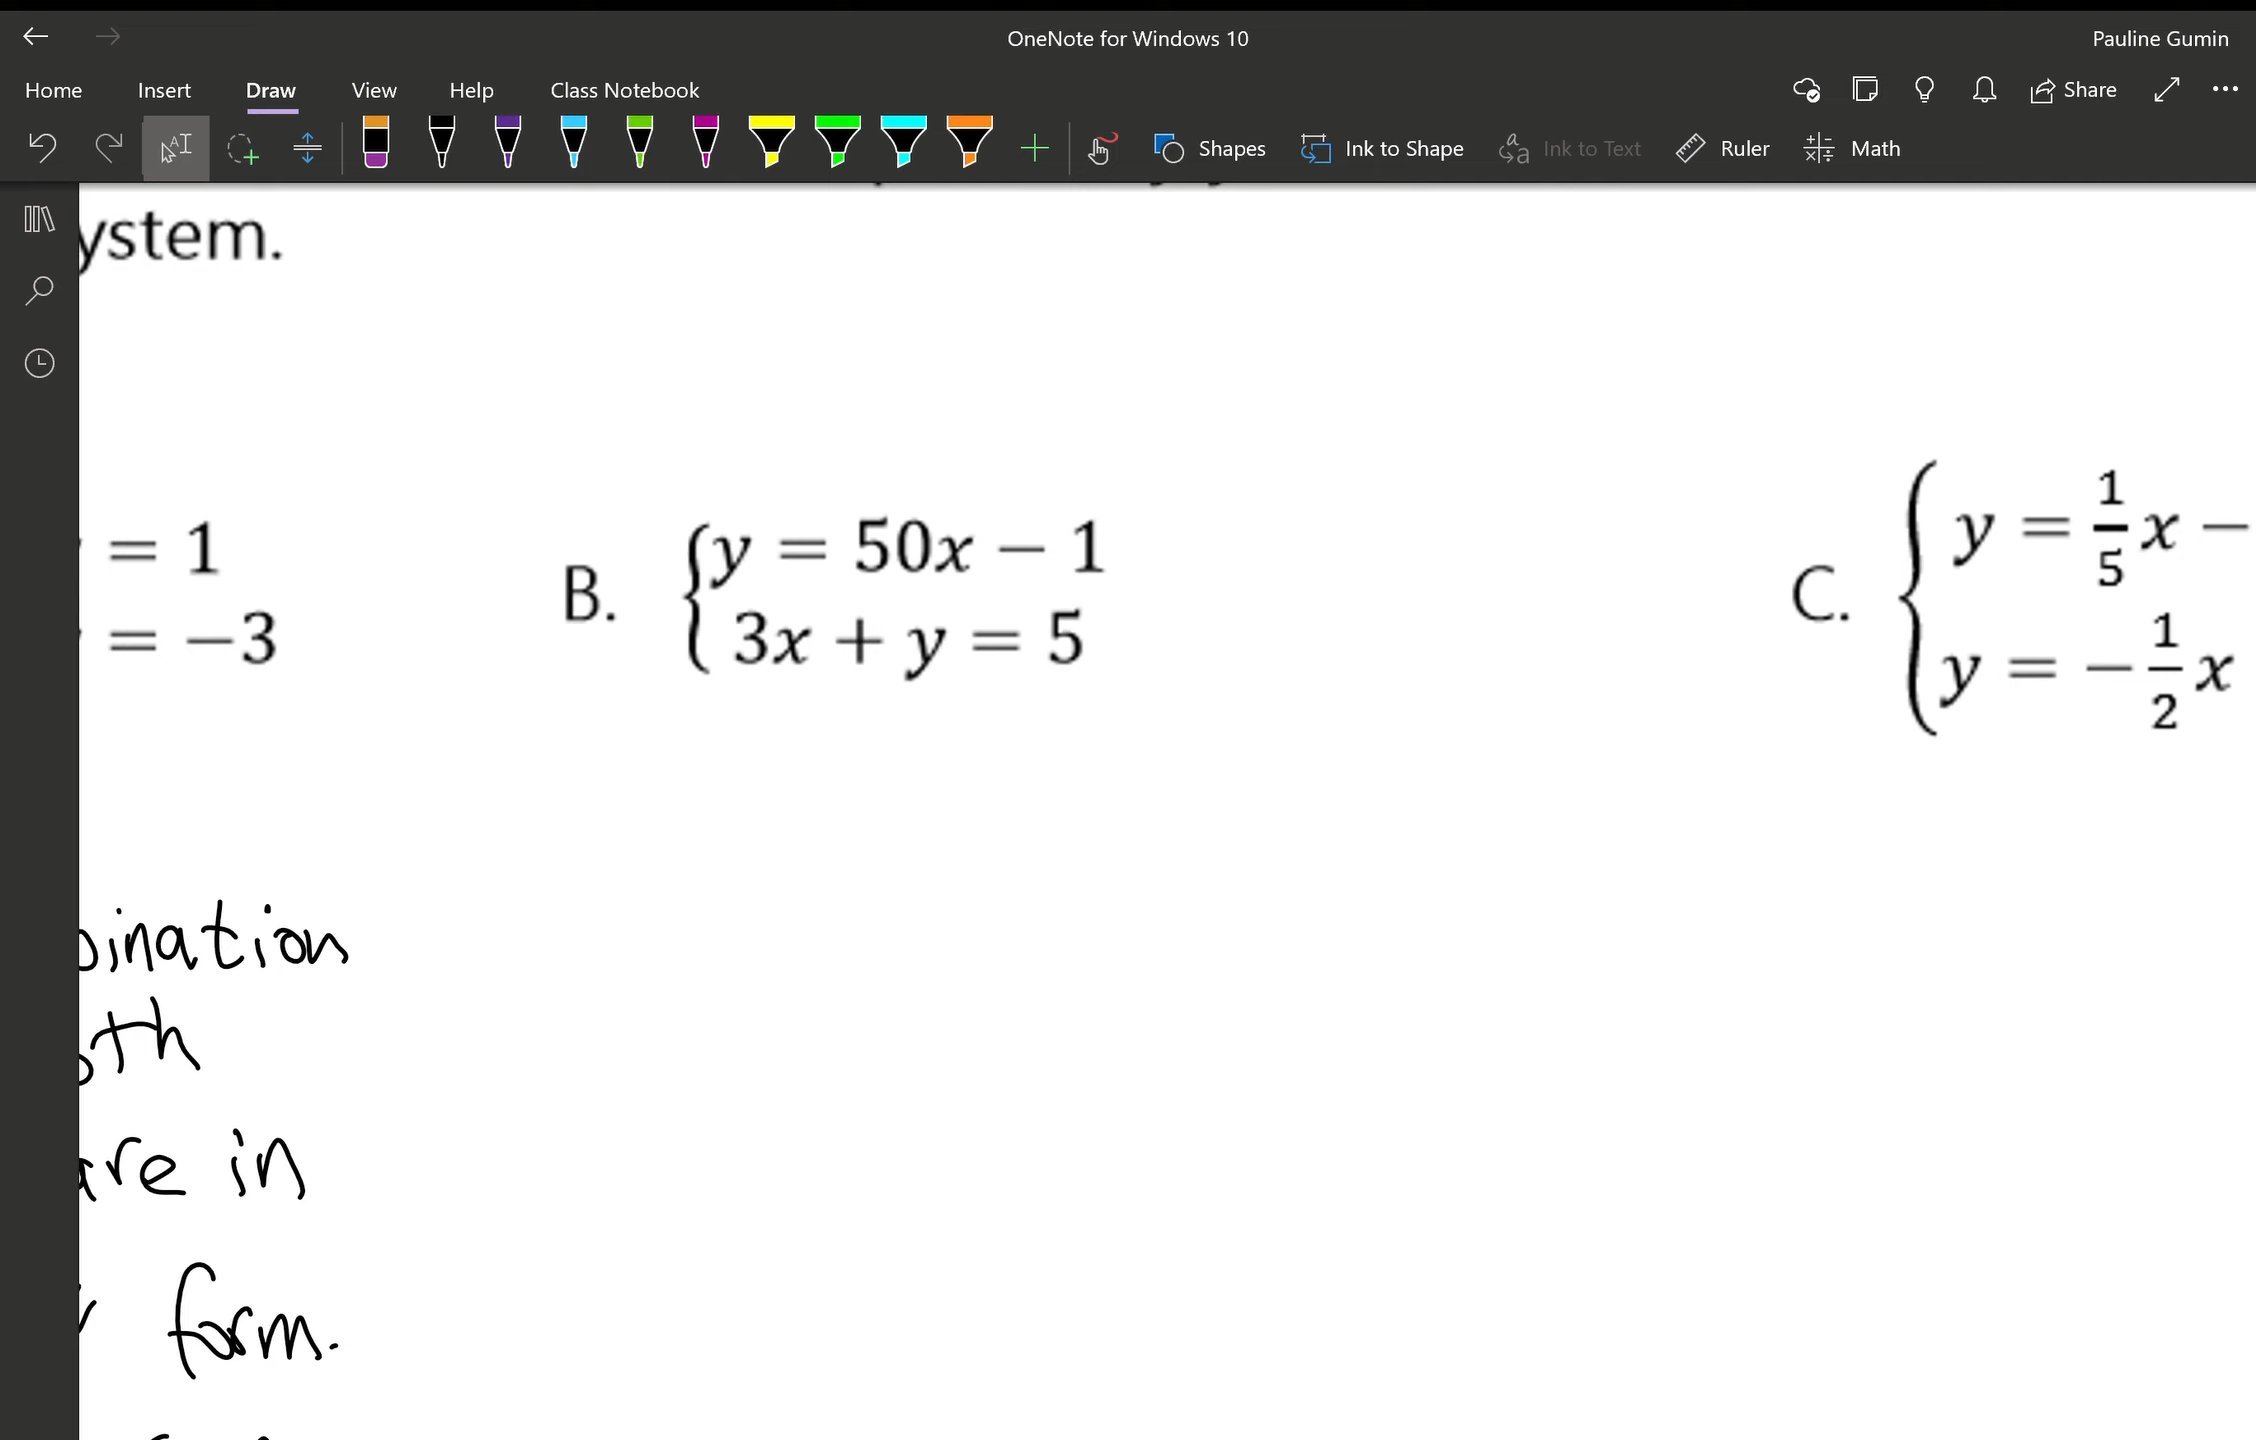 OneNote for Windows 10
Pauline Gumin
Home Insert Draw View Help Class Notebook Share
Shapes Ink to Shape Ink to Text Ruler Math
ystem.
= 1
= −3
B. {y = 50x − 1
3x + y = 5
C. {y = 1/5 x −
y = − 1/2 x
ination
th
re in
form.